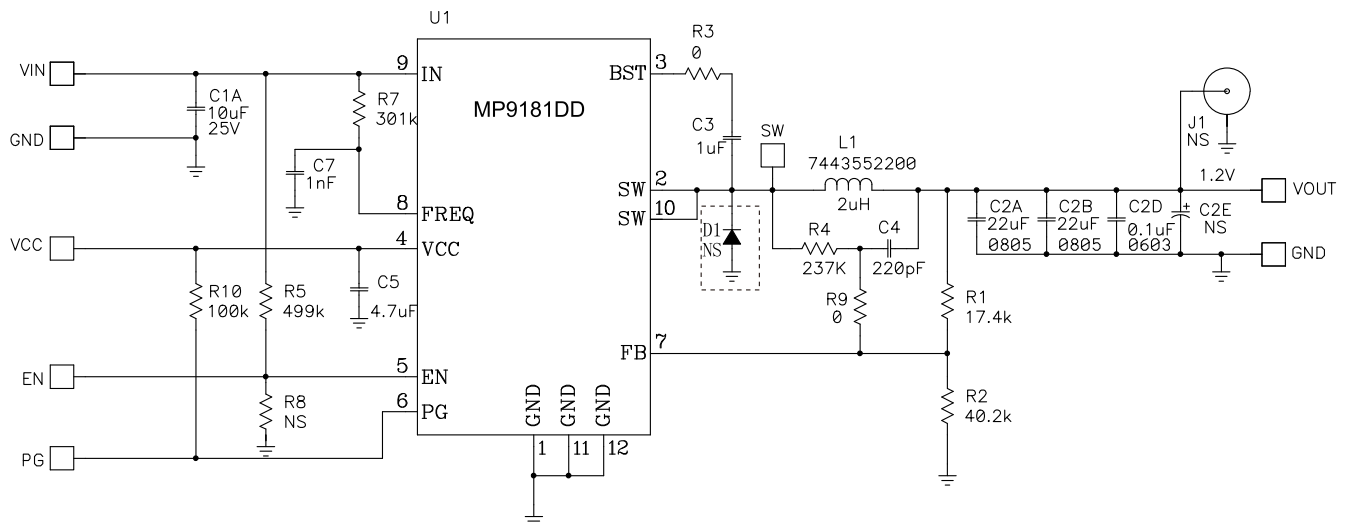 U1
MP9181DD
VIN
GND
C1A
10uF
25V
R7
301k
C7
1nF
9
IN
8
FREQ
VCC
4
VCC
R10
100k
R5
499k
C5
4.7uF
EN
5
EN
6
PG
R8
NS
PG
GND
GND
GND
1
11
12
BST
3
R3
0
C3
1uF
SW
SW
2
SW
10
D1
NS
L1
7443552200
2uH
R4
237K
C4
220pF
R9
0
FB
7
R1
17.4k
R2
40.2k
J1
NS
1.2V
VOUT
C2A
22uF
0805
C2B
22uF
0805
C2D
0.1uF
0603
+
C2E
NS
GND